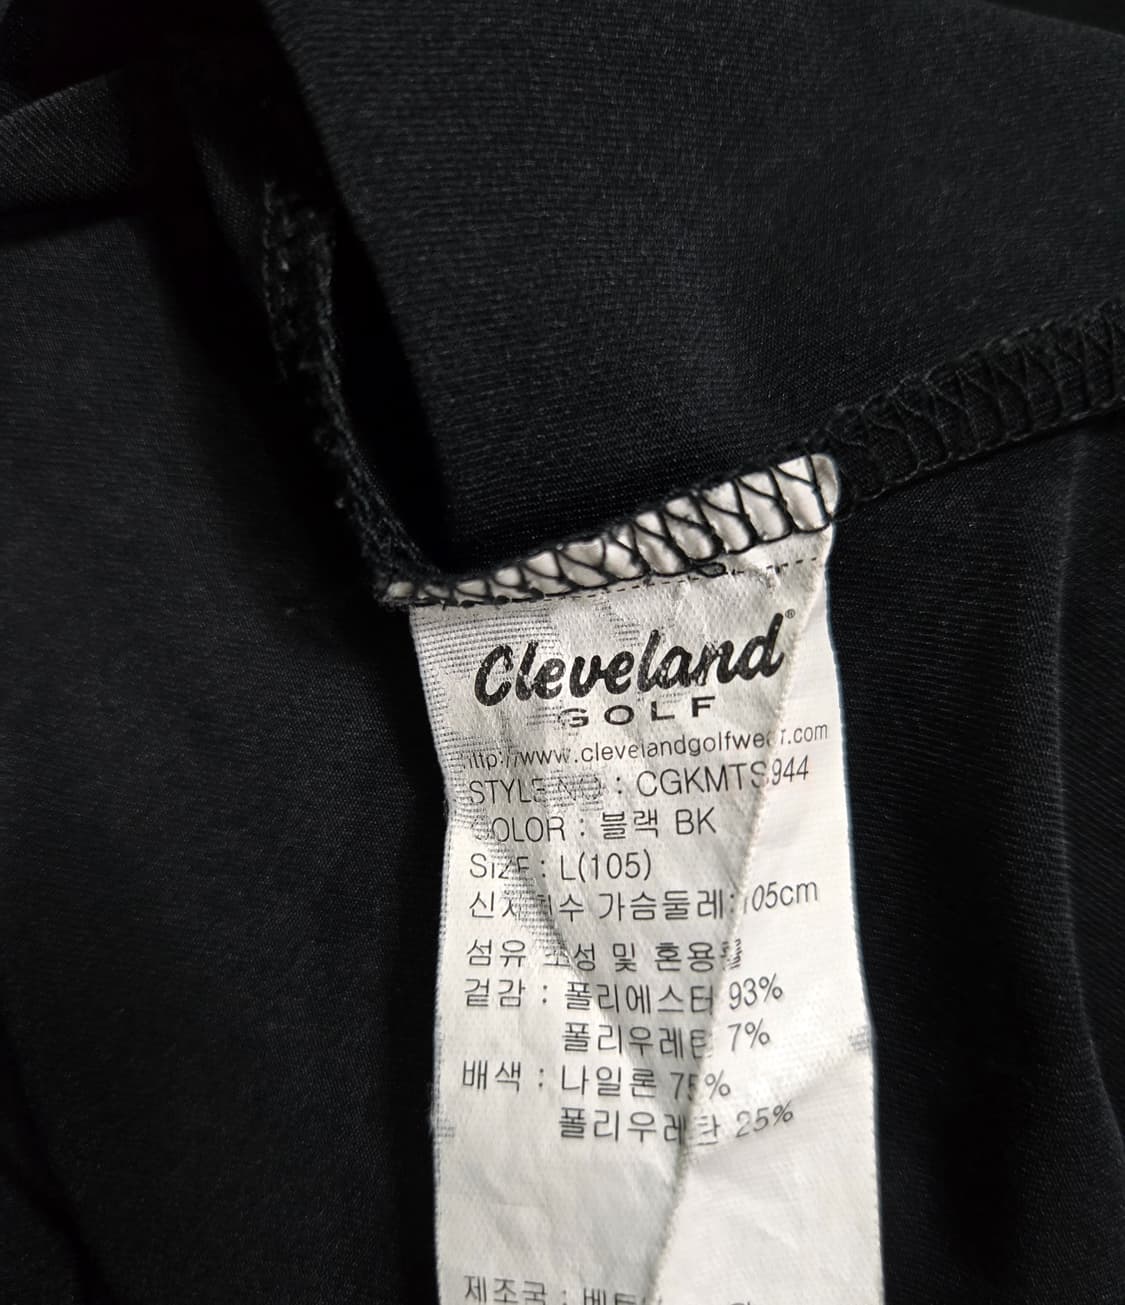 Cleveland®
GOLF
http://www.clevelandgolfwear.com
STYLE NO : CGKMTS944
COLOR : 블랙 BK
SIZE : L(105)
신체치수 가슴둘레: 105cm
섬유 조성 및 혼용률
겉감 : 폴리에스터 93%
폴리우레탄 7%
배색 : 나일론 75%
폴리우레탄 25%
제조국 :